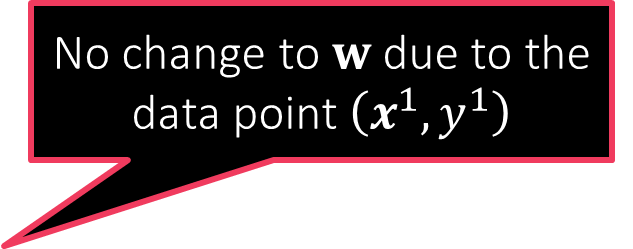 No change to 𝐰 due to the
data point (𝒙¹, 𝑦¹)